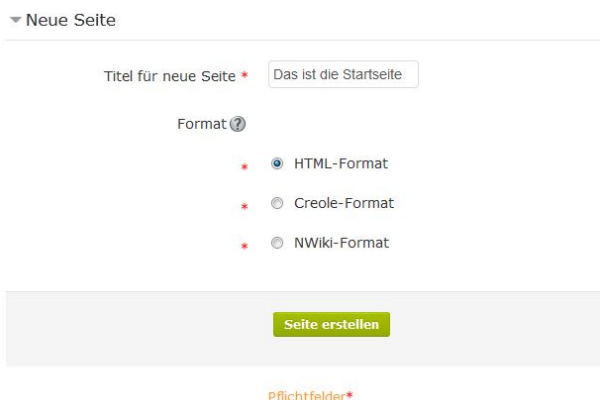 Neue Seite
Titel für neue Seite * Das ist die Startseite
Format ?
* HTML-Format
* Creole-Format
* NWiki-Format
Seite erstellen
Pflichtfelder*